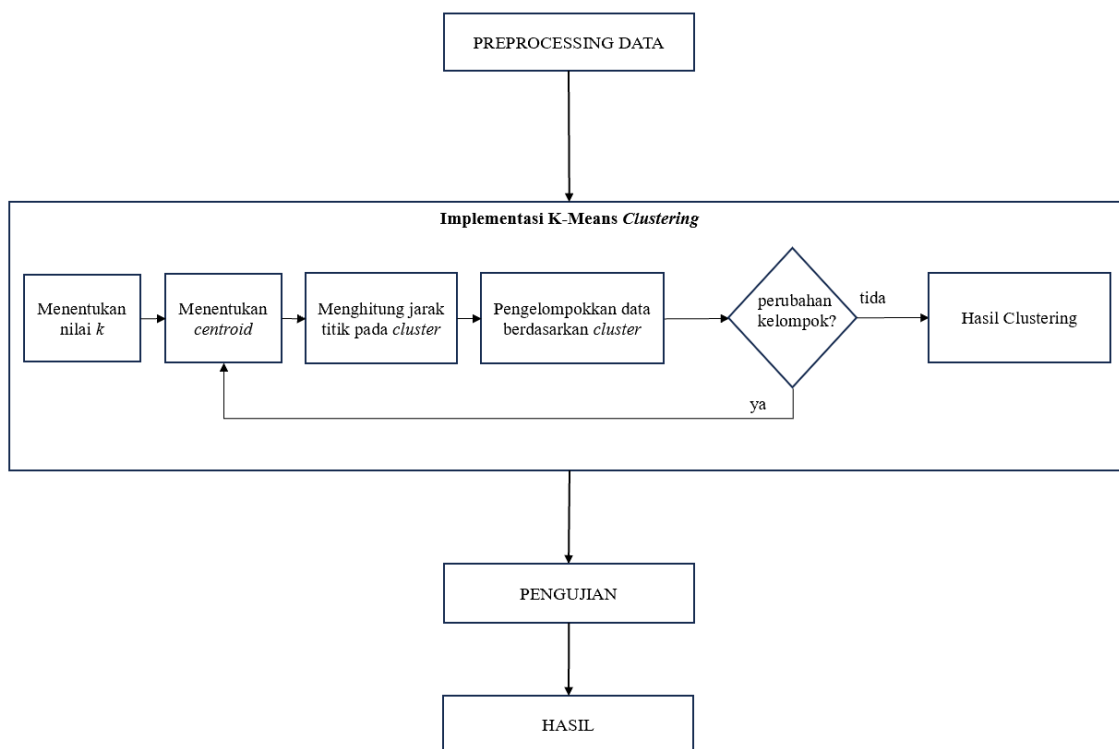 PREPROCESSING DATA
Implementasi K-Means Clustering
Menentukan
nilai k
Menentukan
centroid
Menghitung jarak
titik pada cluster
Pengelompokkan data
berdasarkan cluster
perubahan
kelompok?
tida
Hasil Clustering
ya
PENGUJIAN
HASIL